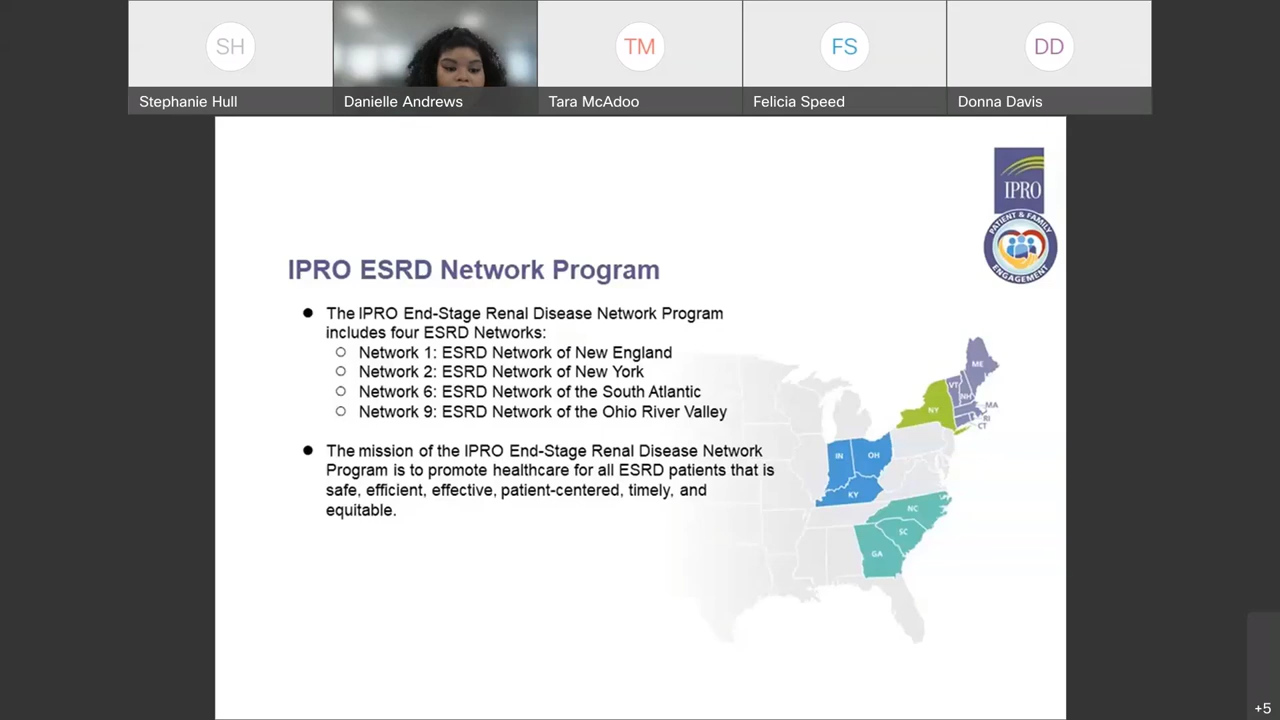 SH
TM
FS
DD
Stephanie Hull
Danielle Andrews
Tara McAdoo
Felicia Speed
Donna Davis
IPRO
PATIENT & FAMILY
ENGAGEMENT
IPRO ESRD Network Program
● The IPRO End-Stage Renal Disease Network Program
includes four ESRD Networks:
○ Network 1: ESRD Network of New England
○ Network 2: ESRD Network of New York
○ Network 6: ESRD Network of the South Atlantic
○ Network 9: ESRD Network of the Ohio River Valley
● The mission of the IPRO End-Stage Renal Disease Network
Program is to promote healthcare for all ESRD patients that is
safe, efficient, effective, patient-centered, timely, and
equitable.
ME
VT
NH
NY
MA
RI
CT
IN
OH
KY
NC
SC
GA
+5